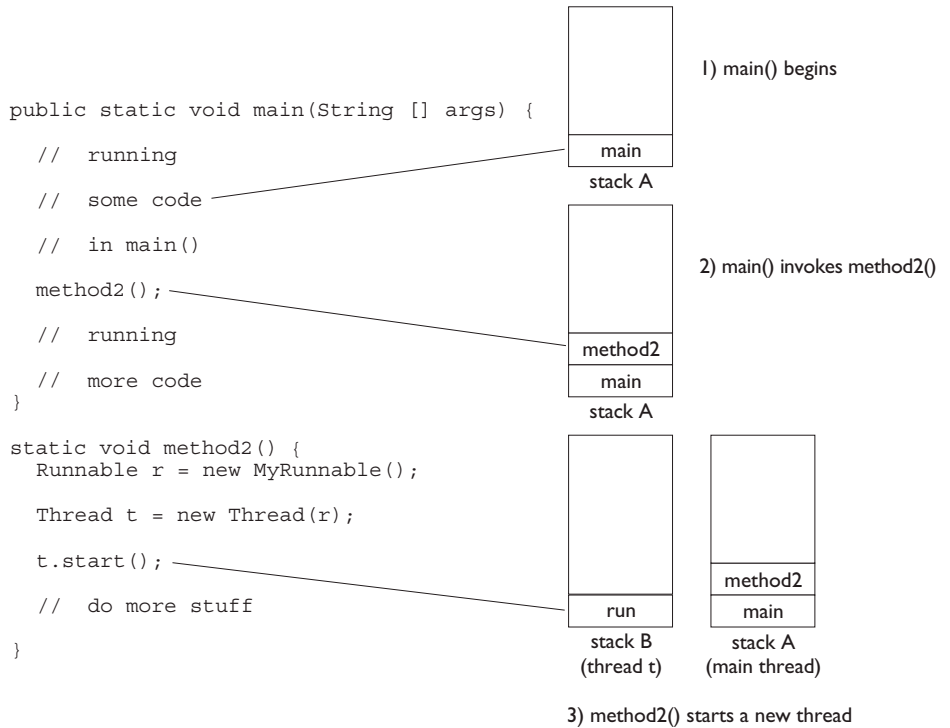 public static void main(String [] args) {
// running
// some code
// in main()
method2();
// running
// more code
}
static void method2() {
Runnable r = new MyRunnable();
Thread t = new Thread(r);
t.start();
// do more stuff
}
1) main() begins
main
stack A
2) main() invokes method2()
method2
main
stack A
run
stack B
(thread t)
method2
main
stack A
(main thread)
3) method2() starts a new thread